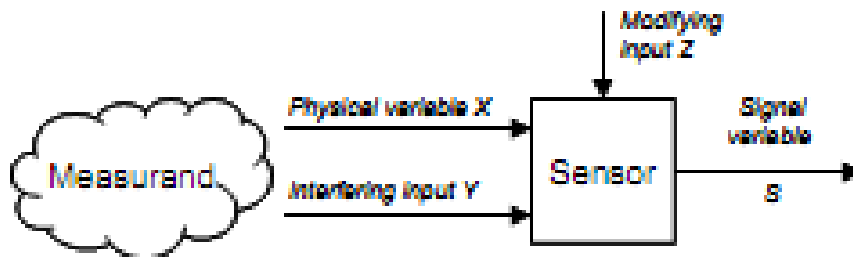 Modifying
Input Z
Physical variable X
Signal
variable
Measurand
Sensor
Interfering Input Y
S